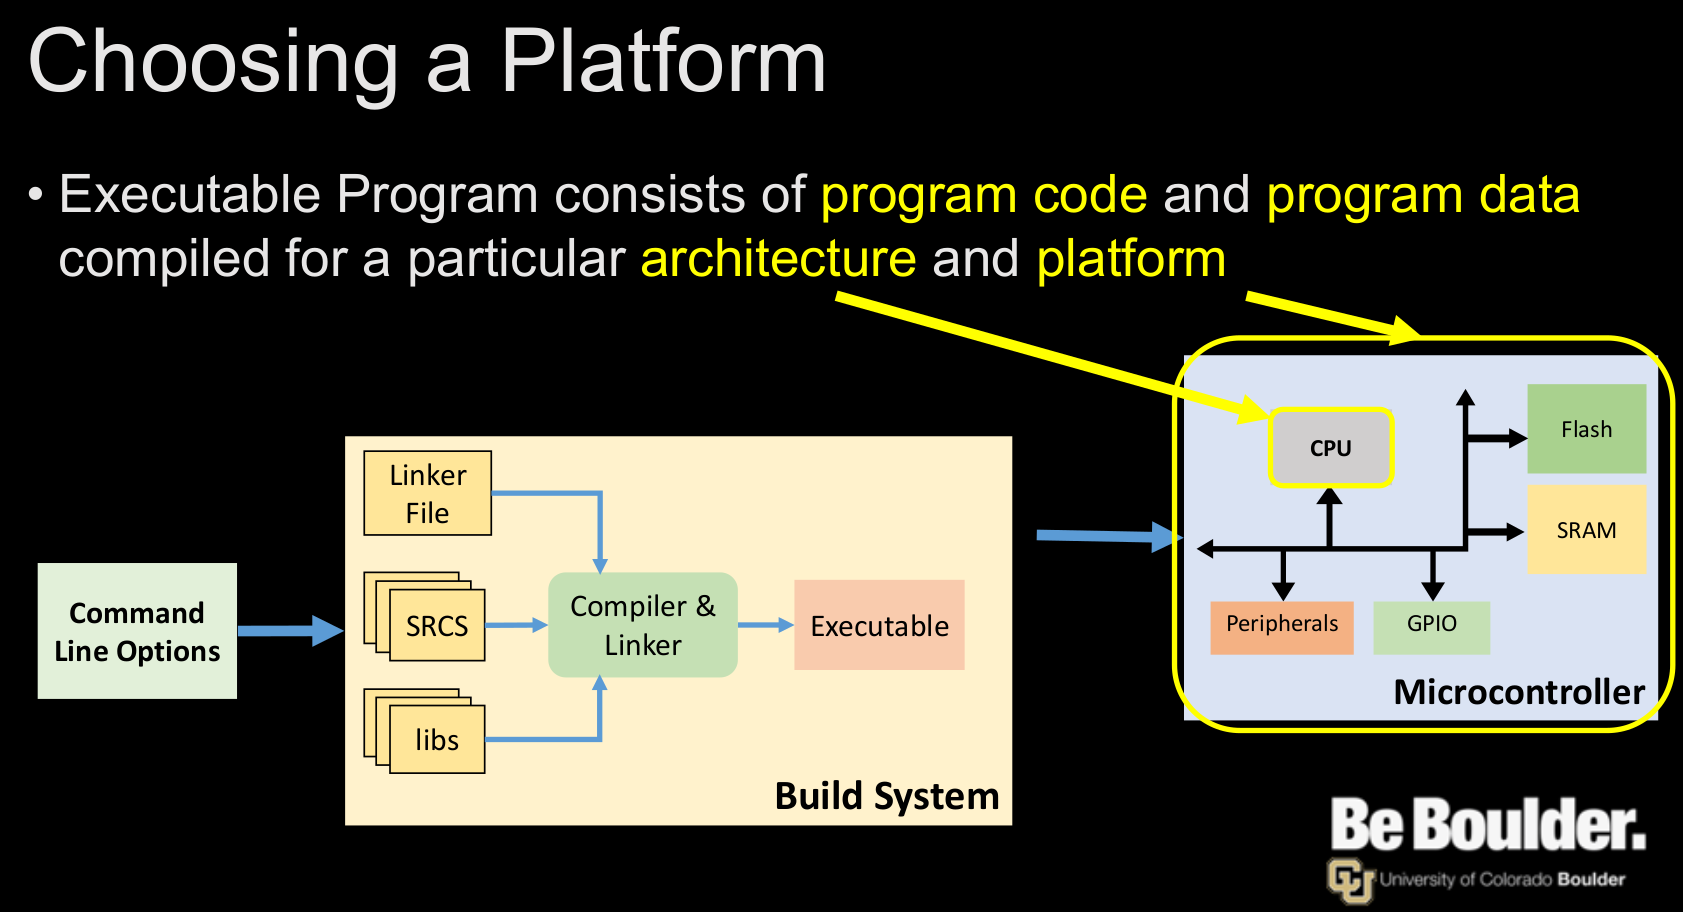 Choosing a Platform
• Executable Program consists of program code and program data
compiled for a particular architecture and platform
Linker
File
SRCS
libs
Command
Line Options
Compiler &
Linker
Executable
Build System
CPU
Flash
SRAM
Peripherals
GPIO
Microcontroller
Be Boulder.
CU
University of Colorado Boulder